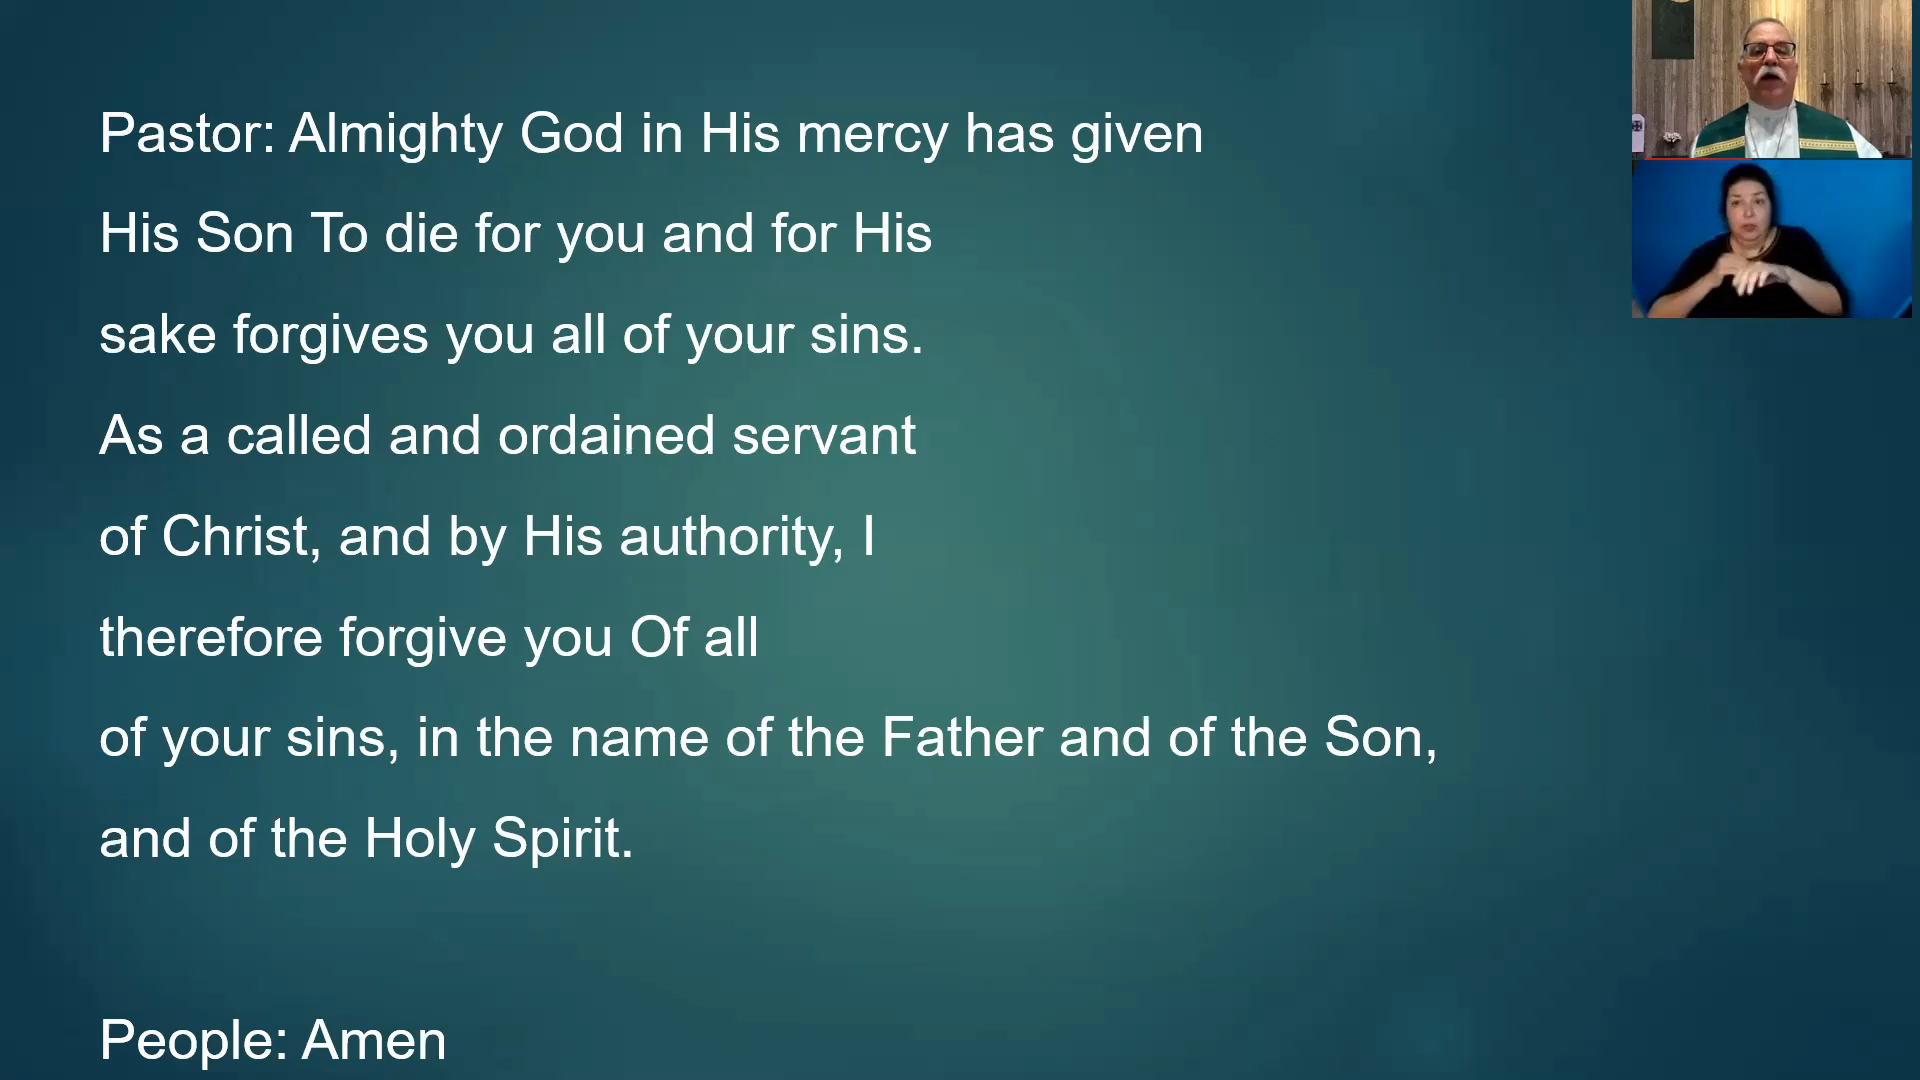 Pastor: Almighty God in His mercy has given
His Son To die for you and for His
sake forgives you all of your sins.
As a called and ordained servant
of Christ, and by His authority, I
therefore forgive you Of all
of your sins, in the name of the Father and of the Son,
and of the Holy Spirit.
People: Amen